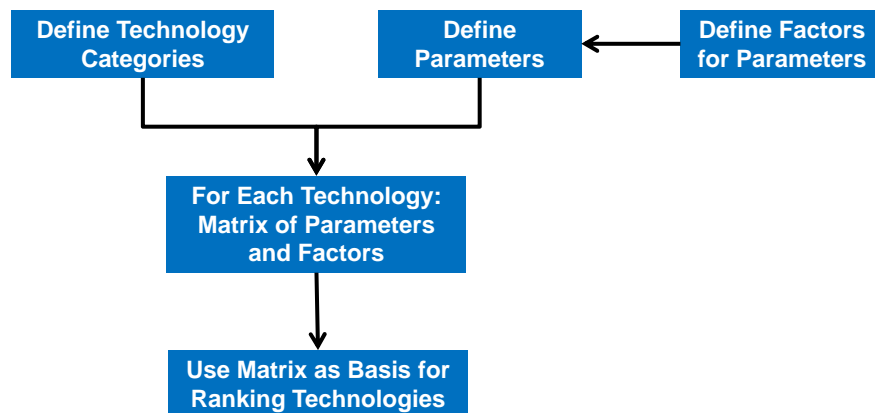 Define Technology
Categories
Define
Parameters
Define Factors
for Parameters
For Each Technology:
Matrix of Parameters
and Factors
Use Matrix as Basis for
Ranking Technologies